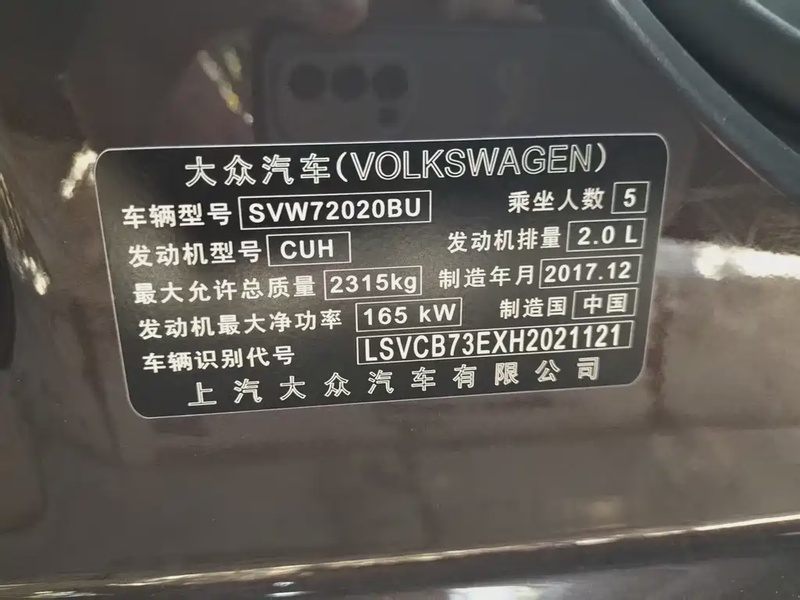 大众汽车(VOLKSWAGEN)
车辆型号 SVW72020BU 乘坐人数 5
发动机型号 CUH 发动机排量 2.0 L
最大允许总质量 2315kg 制造年月 2017.12
发动机最大净功率 165 kW 制造国 中国
车辆识别代号 LSVCB73EXH2021121
上汽大众汽车有限公司